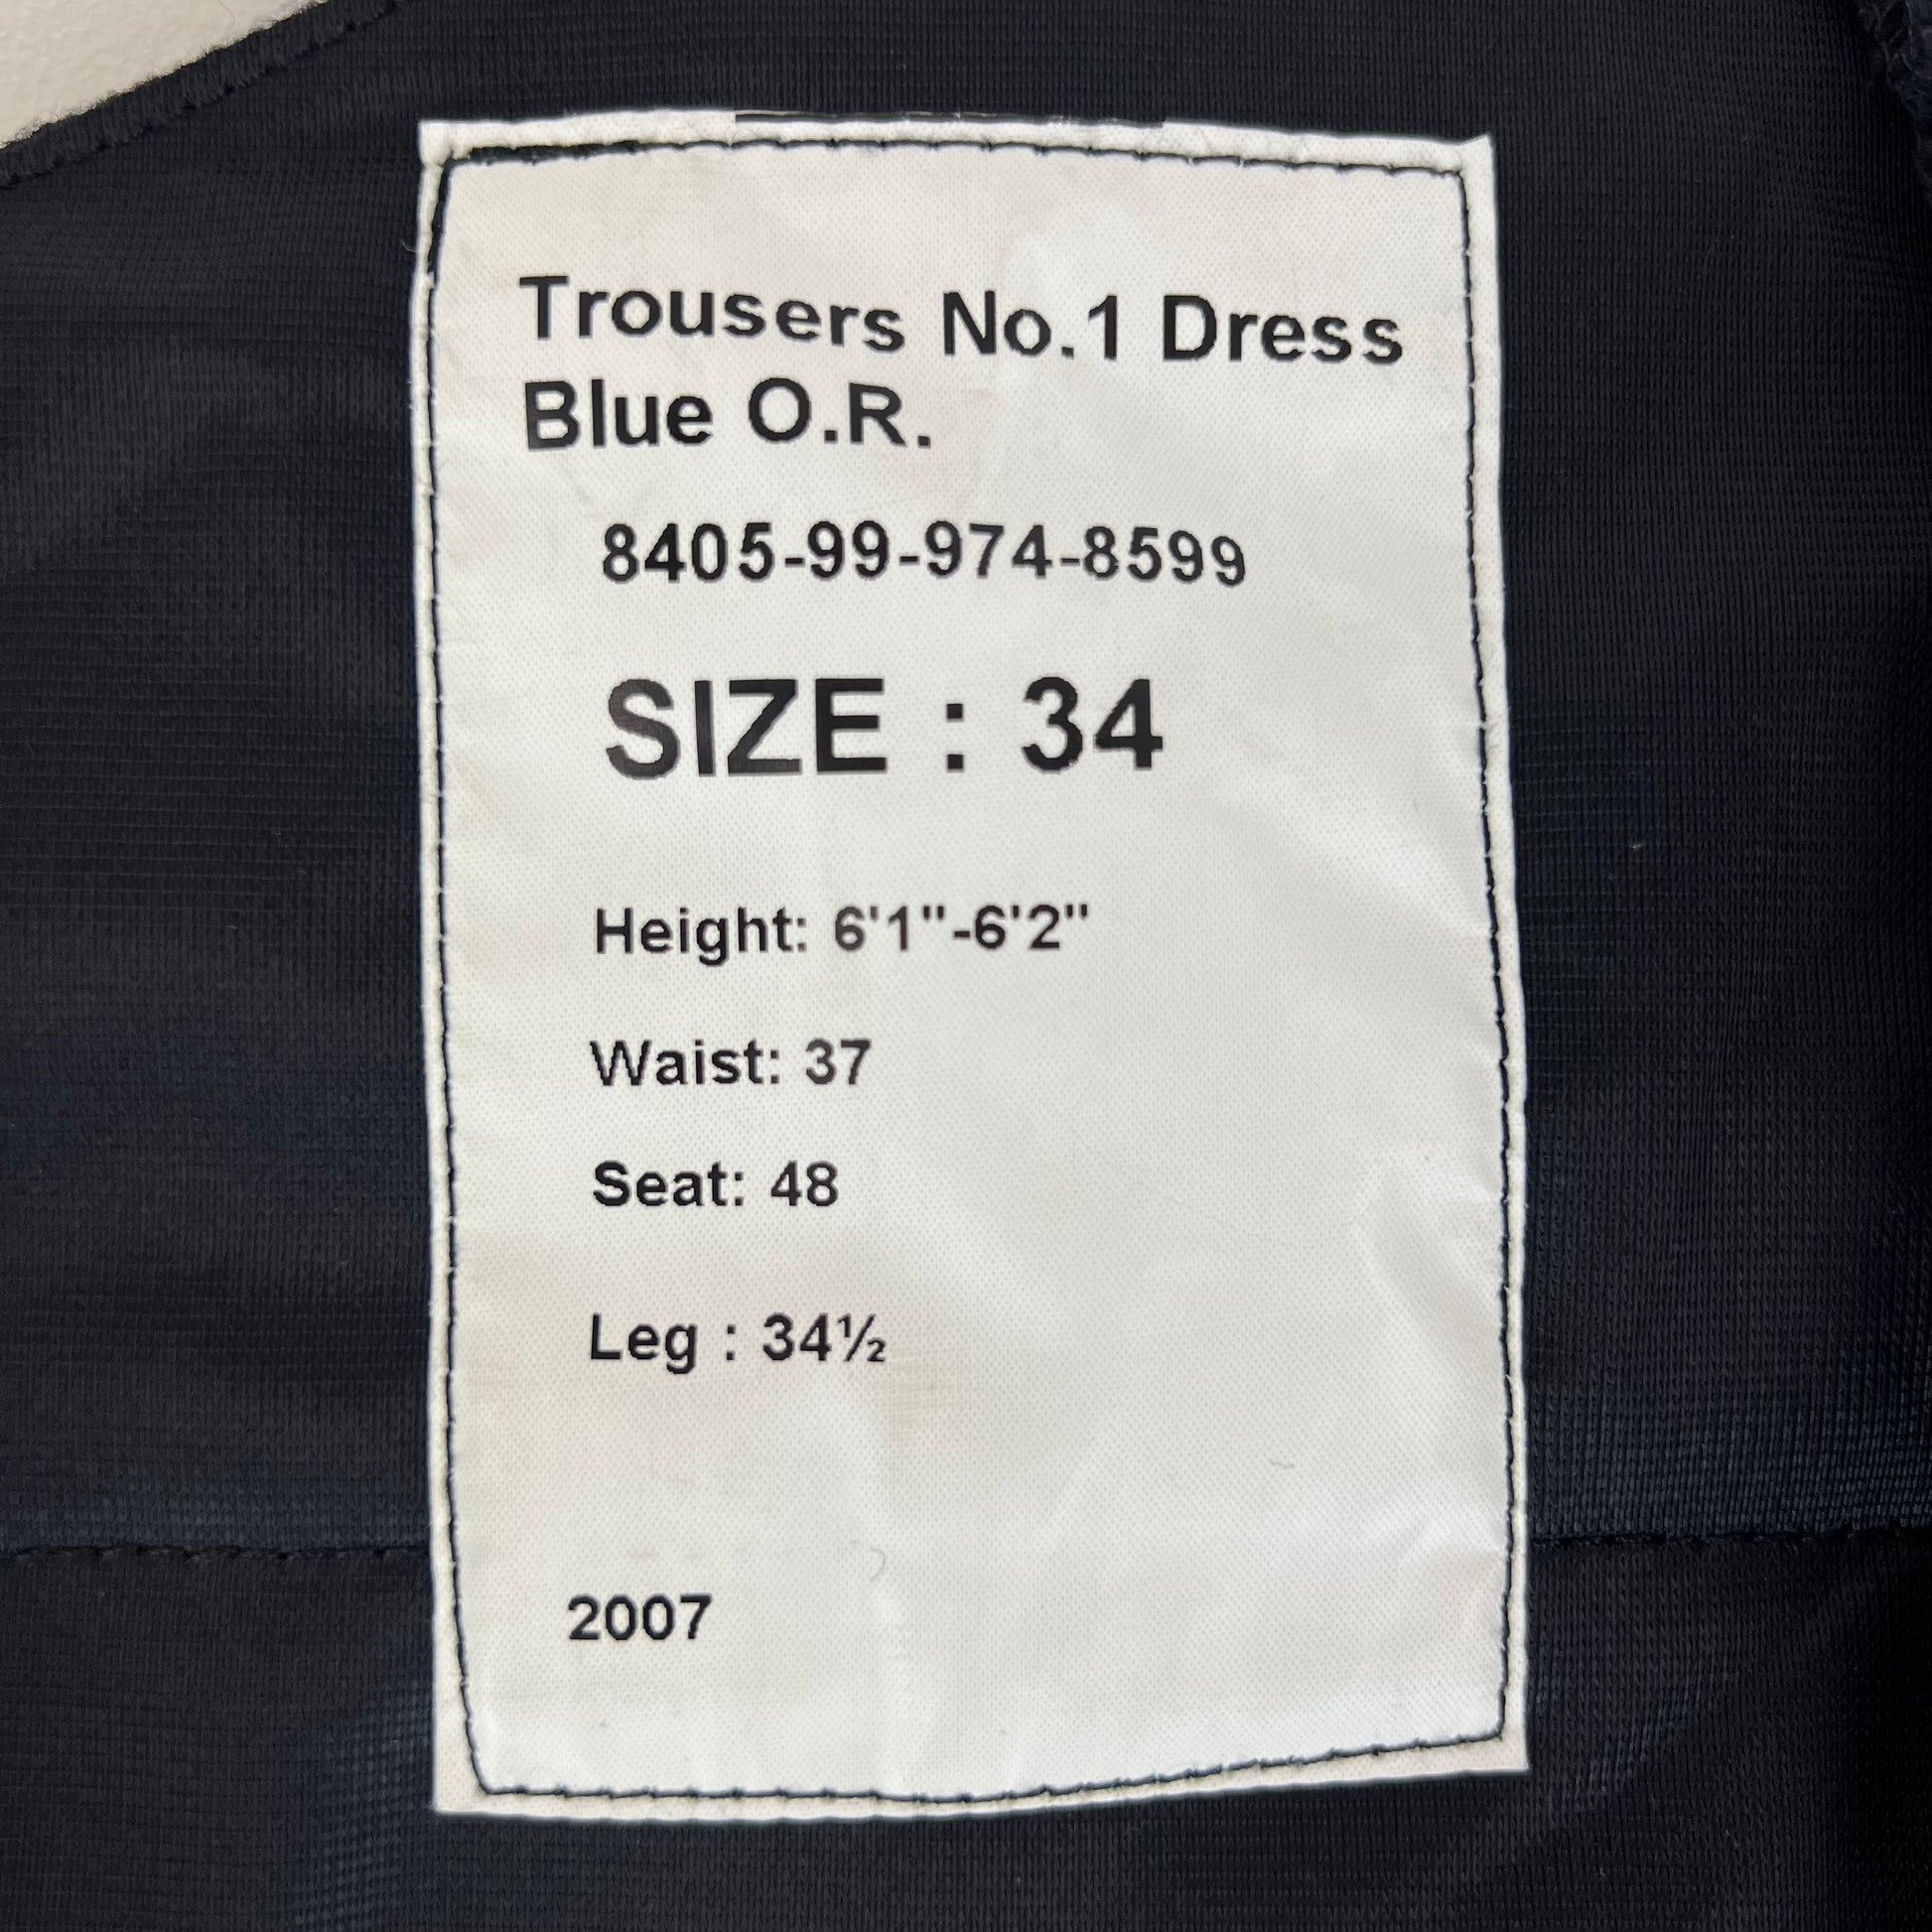 Trousers No.1 Dress
Blue O.R.
8405-99-974-8599
SIZE : 34
Height: 6'1"-6'2"
Waist: 37
Seat: 48
Leg : 34½
2007